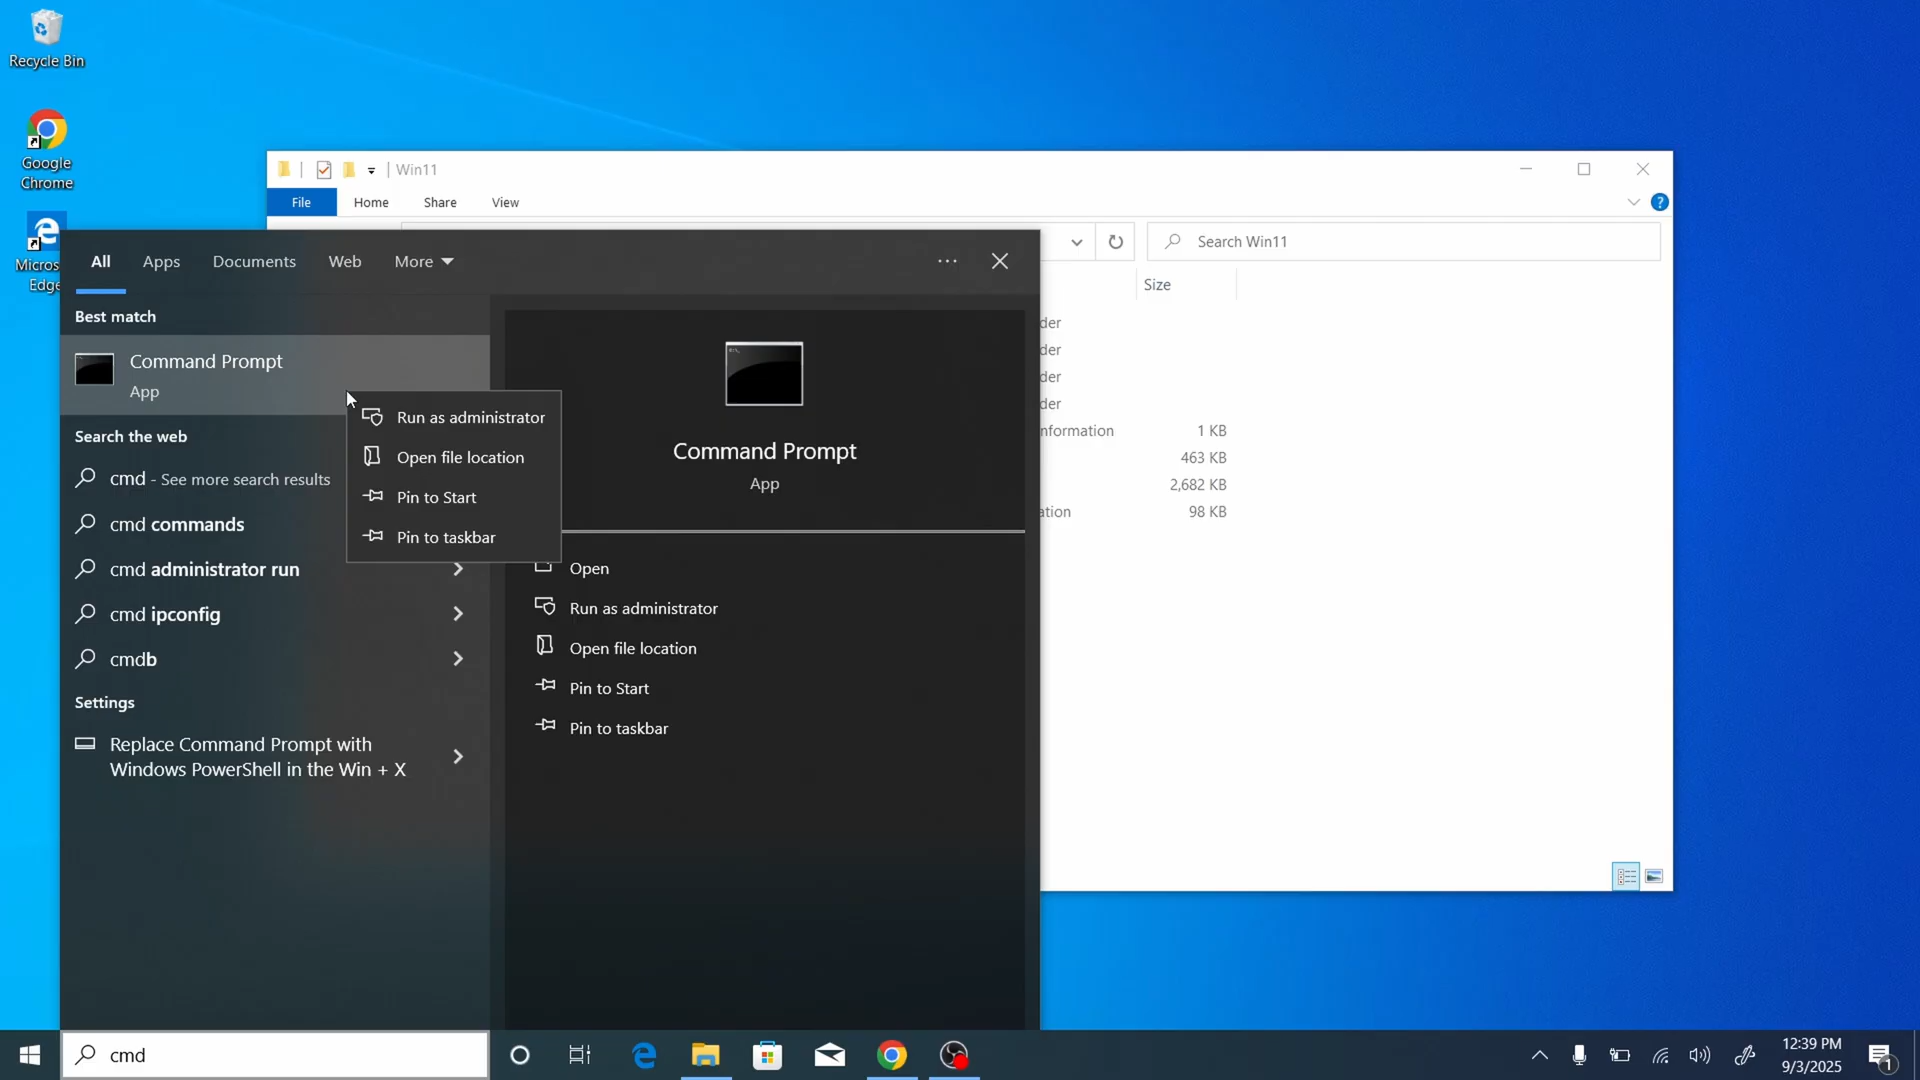 Recycle Bin
Google
Chrome
Micros
Edge
Win11
File
Home
Share
View
?
Search Win11
Size
der
der
der
der
nformation
1 KB
463 KB
2,682 KB
ation
98 KB
All
Apps
Documents
Web
More
Best match
Command Prompt
App
Search the web
cmd - See more search results
cmd commands
cmd administrator run
cmd ipconfig
cmdb
Settings
Replace Command Prompt with
Windows PowerShell in the Win + X
Run as administrator
Open file location
Pin to Start
Pin to taskbar
Command Prompt
App
Open
Run as administrator
Open file location
Pin to Start
Pin to taskbar
cmd
12:39 PM
9/3/2025
1